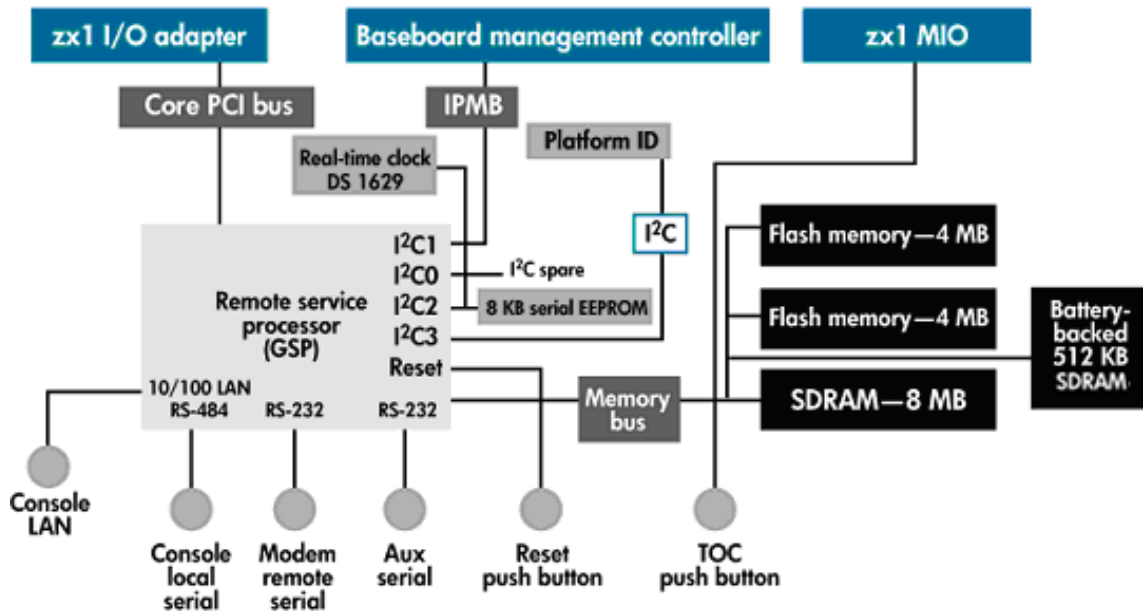 zx1 I/O adapter
Baseboard management controller
zx1 MIO
Core PCI bus
IPMB
Platform ID
Real-time clock
DS 1629
I²C
Flash memory—4 MB
I²C1
I²C0
I²C spare
I²C2
8 KB serial EEPROM
I²C3
Remote service
processor
(GSP)
Reset
Flash memory—4 MB
Battery-
backed
512 KB
SDRAM
10/100 LAN
RS-484
RS-232
RS-232
Memory
bus
SDRAM—8 MB
Console
LAN
Console
local
serial
Modem
remote
serial
Aux
serial
Reset
push button
TOC
push button